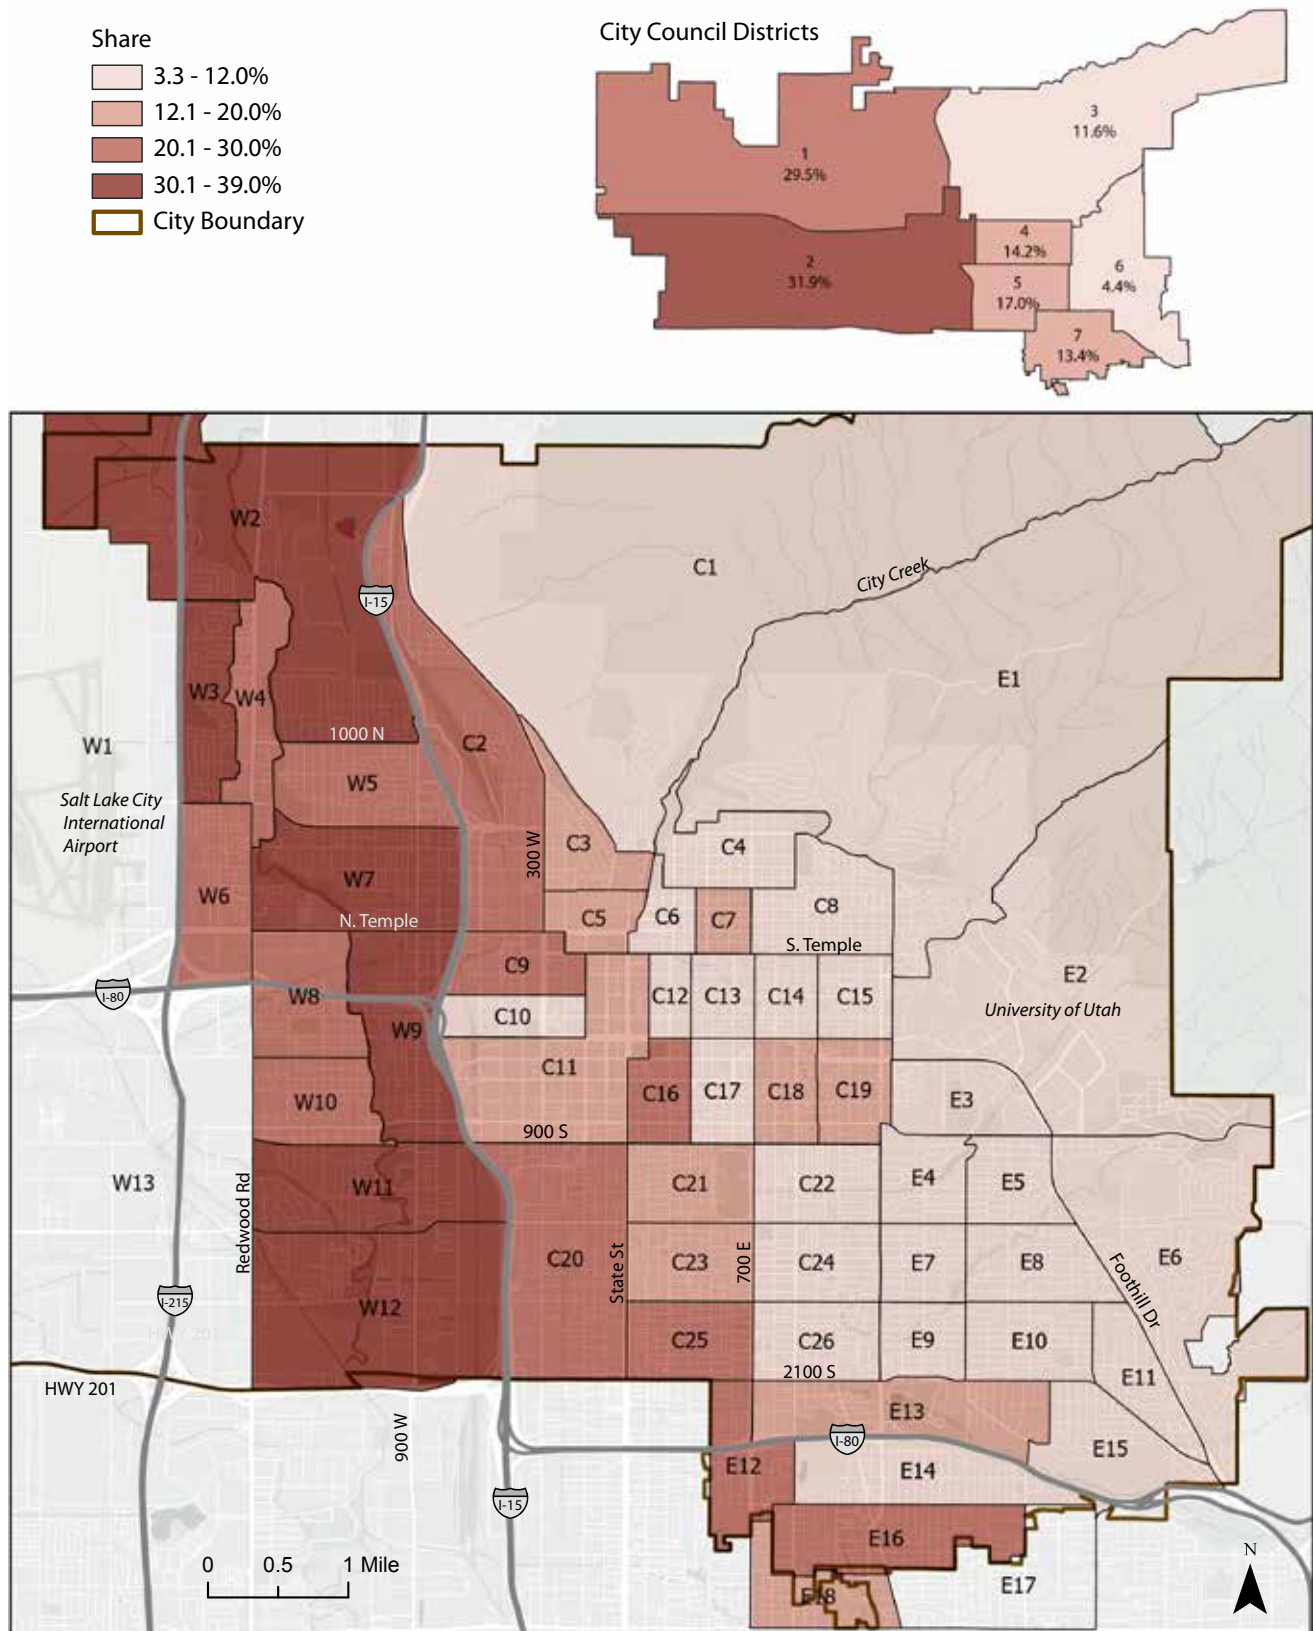 Share
3.3 - 12.0%
12.1 - 20.0%
20.1 - 30.0%
30.1 - 39.0%
City Boundary
City Council Districts
3
11.6%
1
29.5%
4
14.2%
2
31.9%
6
4.4%
5
17.0%
7
13.4%
W2
C1
City Creek
I-15
E1
W3
W4
1000 N
C2
W1
W5
Salt Lake City
International
Airport
300 W
C3
C4
W7
W6
C8
C5
C6
C7
N. Temple
S. Temple
C9
E2
I-80
W8
C12
C13
C14
C15
University of Utah
C10
W9
C11
C16
C17
C18
C19
W10
E3
900 S
W13
W11
C21
C22
E4
E5
Redwood Rd
C20
State St
C23
700 E
C24
E7
E8
E6
Foothill Dr
I-215
W12
HWY 201
C25
C26
E9
E10
2100 S
E11
HWY 201
900 W
E13
I-80
E15
E12
E14
I-15
E16
0 0.5 1 Mile
E17
E18
N